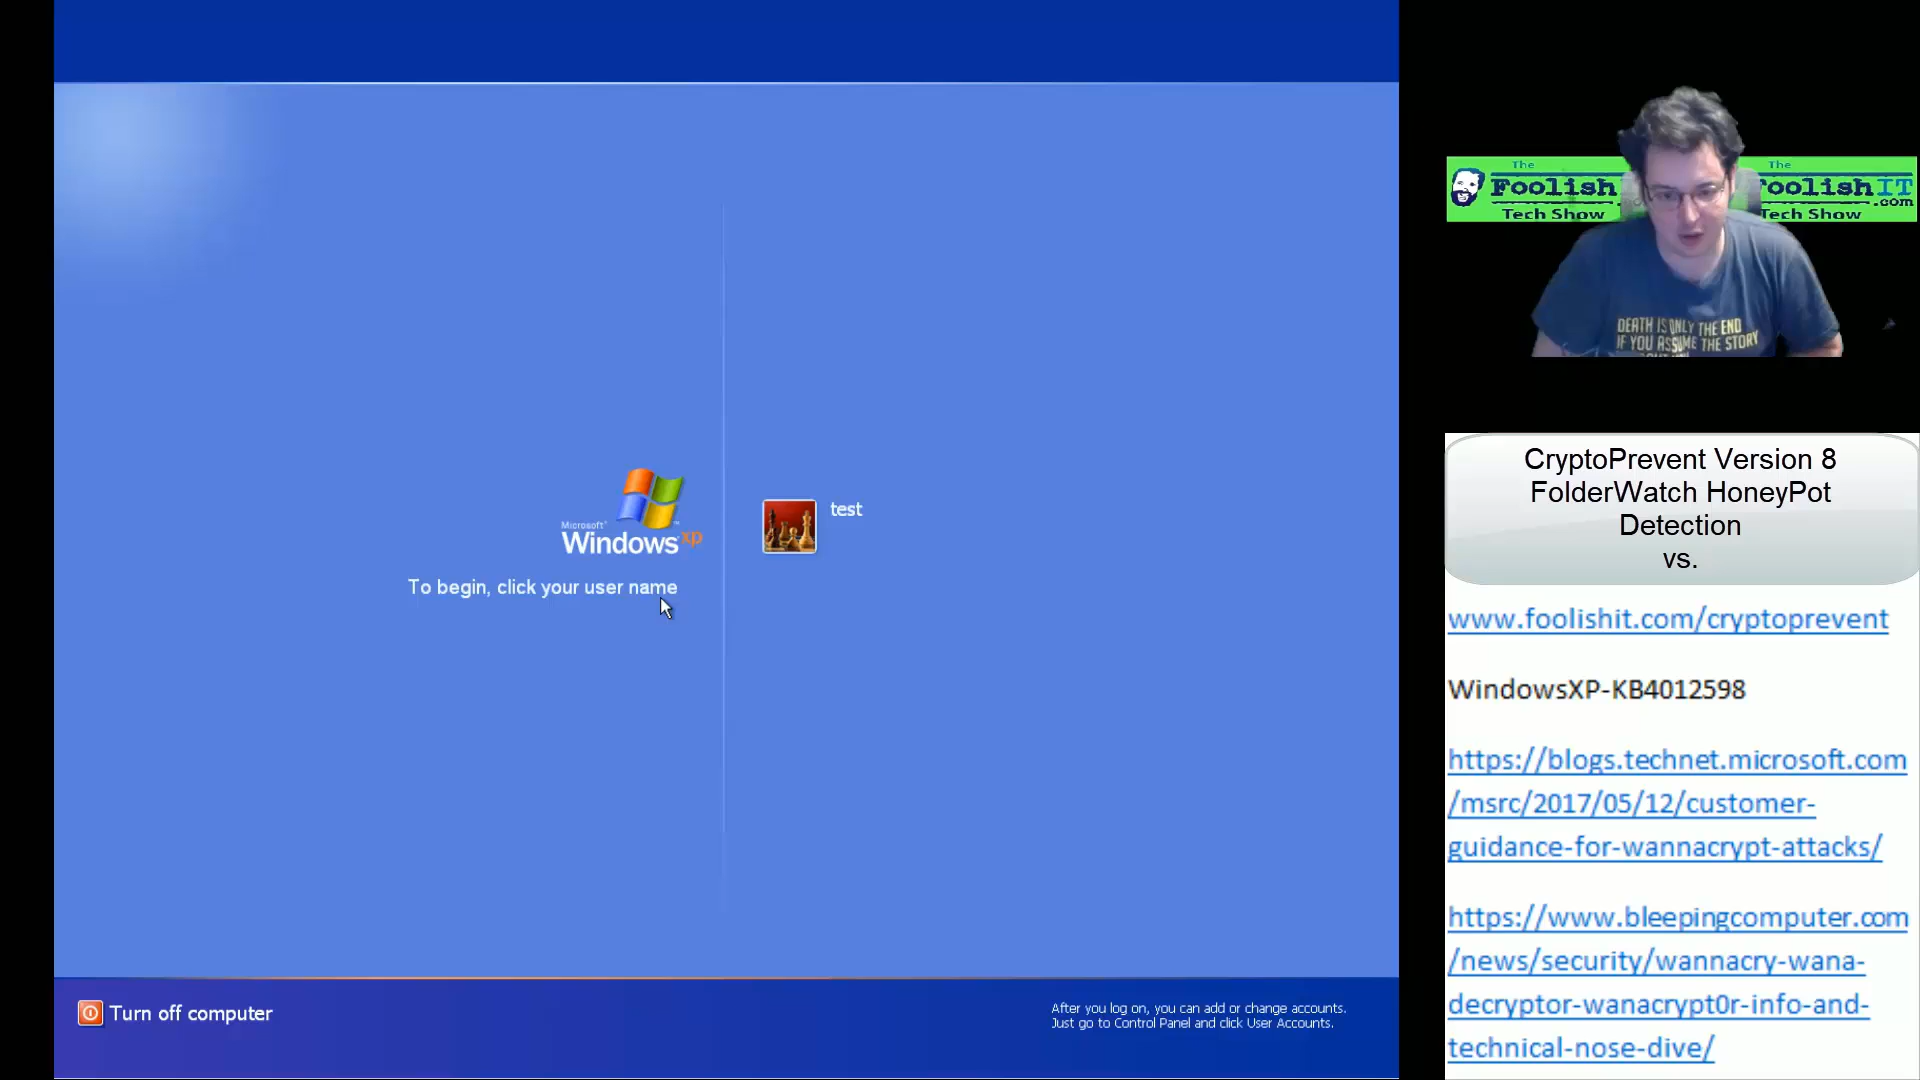 Microsoft
Windows xp
To begin, click your user name
test
Turn off computer
After you log on, you can add or change accounts.
Just go to Control Panel and click User Accounts.
The
Foolish
Tech Show
The
FoolishIT
.com
Tech Show
DEATH IS ONLY THE END
IF YOU ASSUME THE STORY
CryptoPrevent Version 8
FolderWatch HoneyPot
Detection
vs.
www.foolishit.com/cryptoprevent
WindowsXP-KB4012598
https://blogs.technet.microsoft.com
/msrc/2017/05/12/customer-
guidance-for-wannacrypt-attacks/
https://www.bleepingcomputer.com
/news/security/wannacry-wana-
decryptor-wanacrypt0r-info-and-
technical-nose-dive/